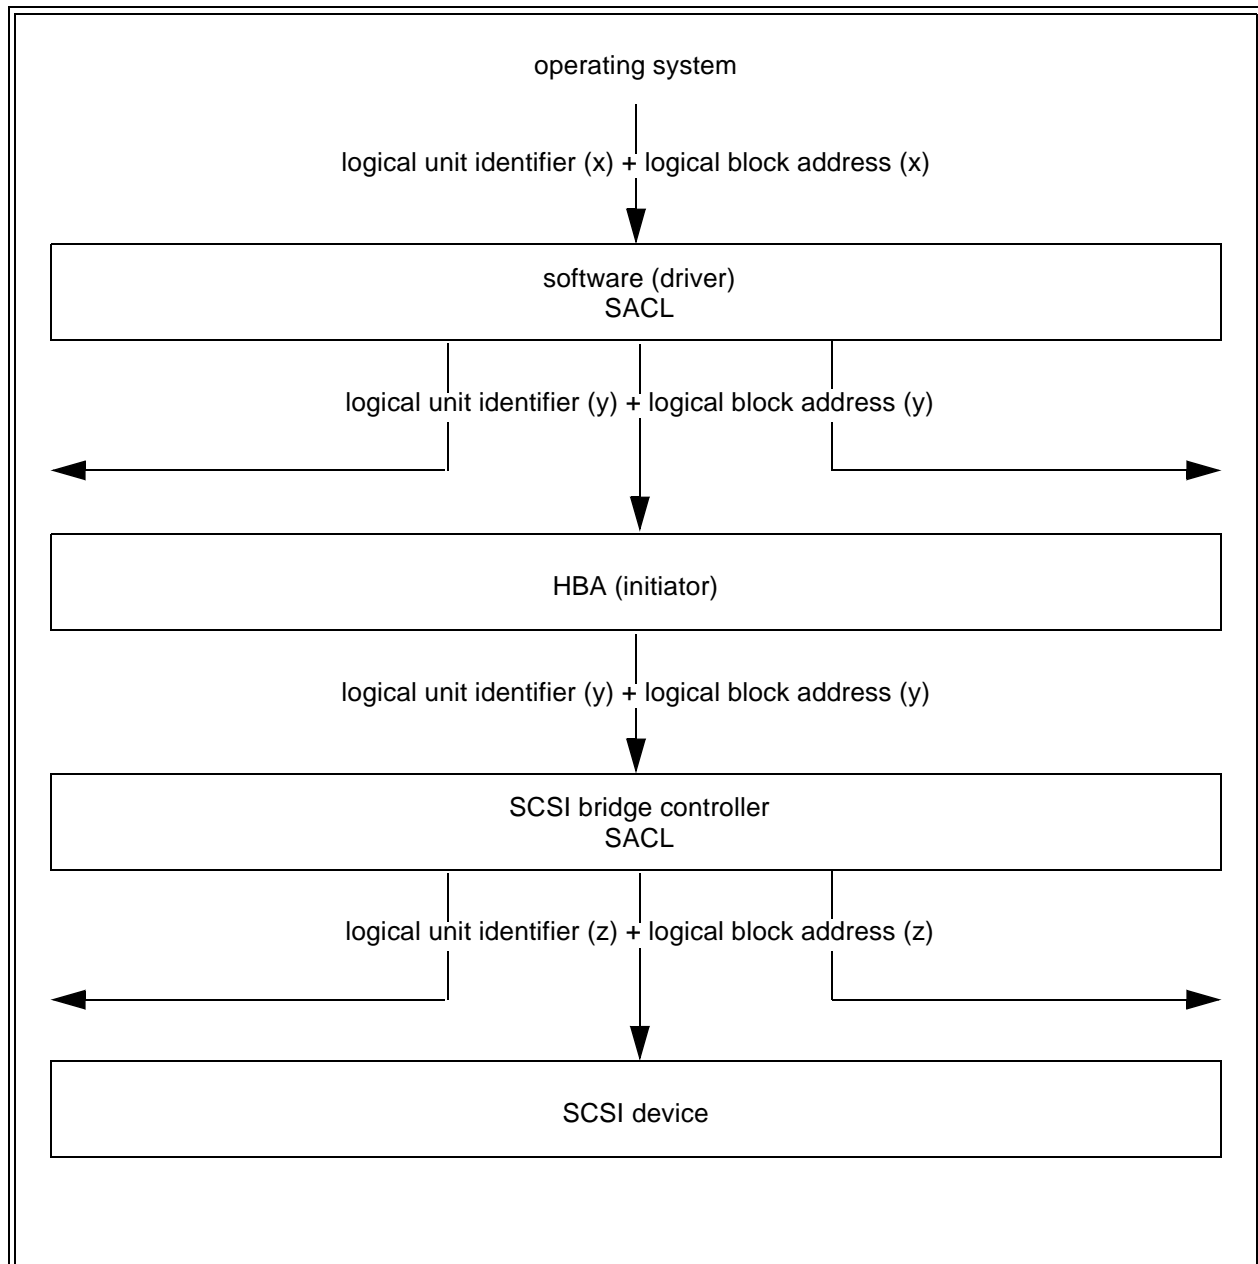 operating system
logical unit identifier (x) + logical block address (x)
software (driver)
SACL
logical unit identifier (y) + logical block address (y)
HBA (initiator)
logical unit identifier (y) + logical block address (y)
SCSI bridge controller
SACL
logical unit identifier (z) + logical block address (z)
SCSI device